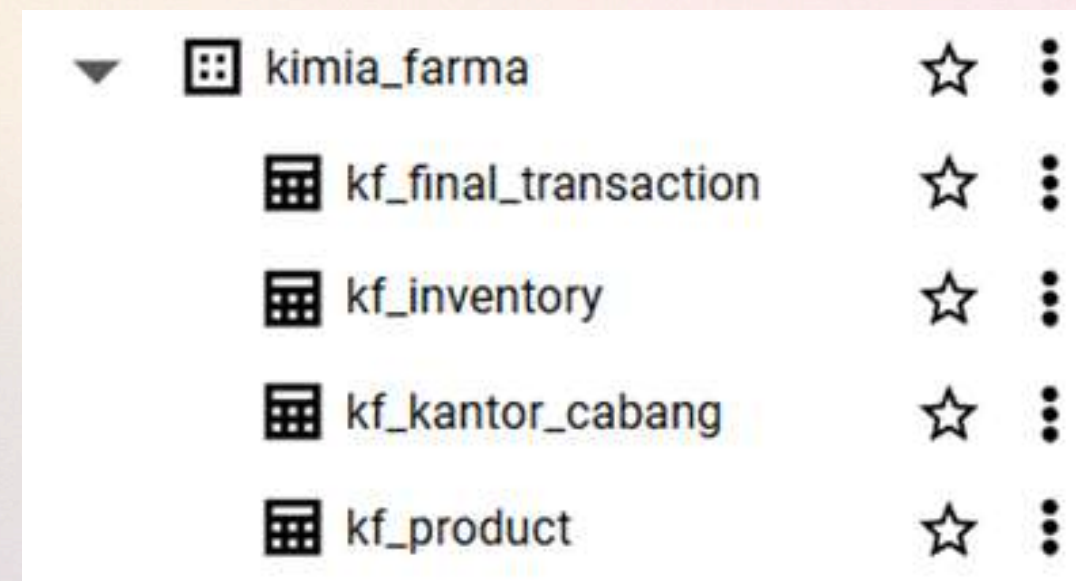 kimia_farma
kf_final_transaction
kf_inventory
kf_kantor_cabang
kf_product